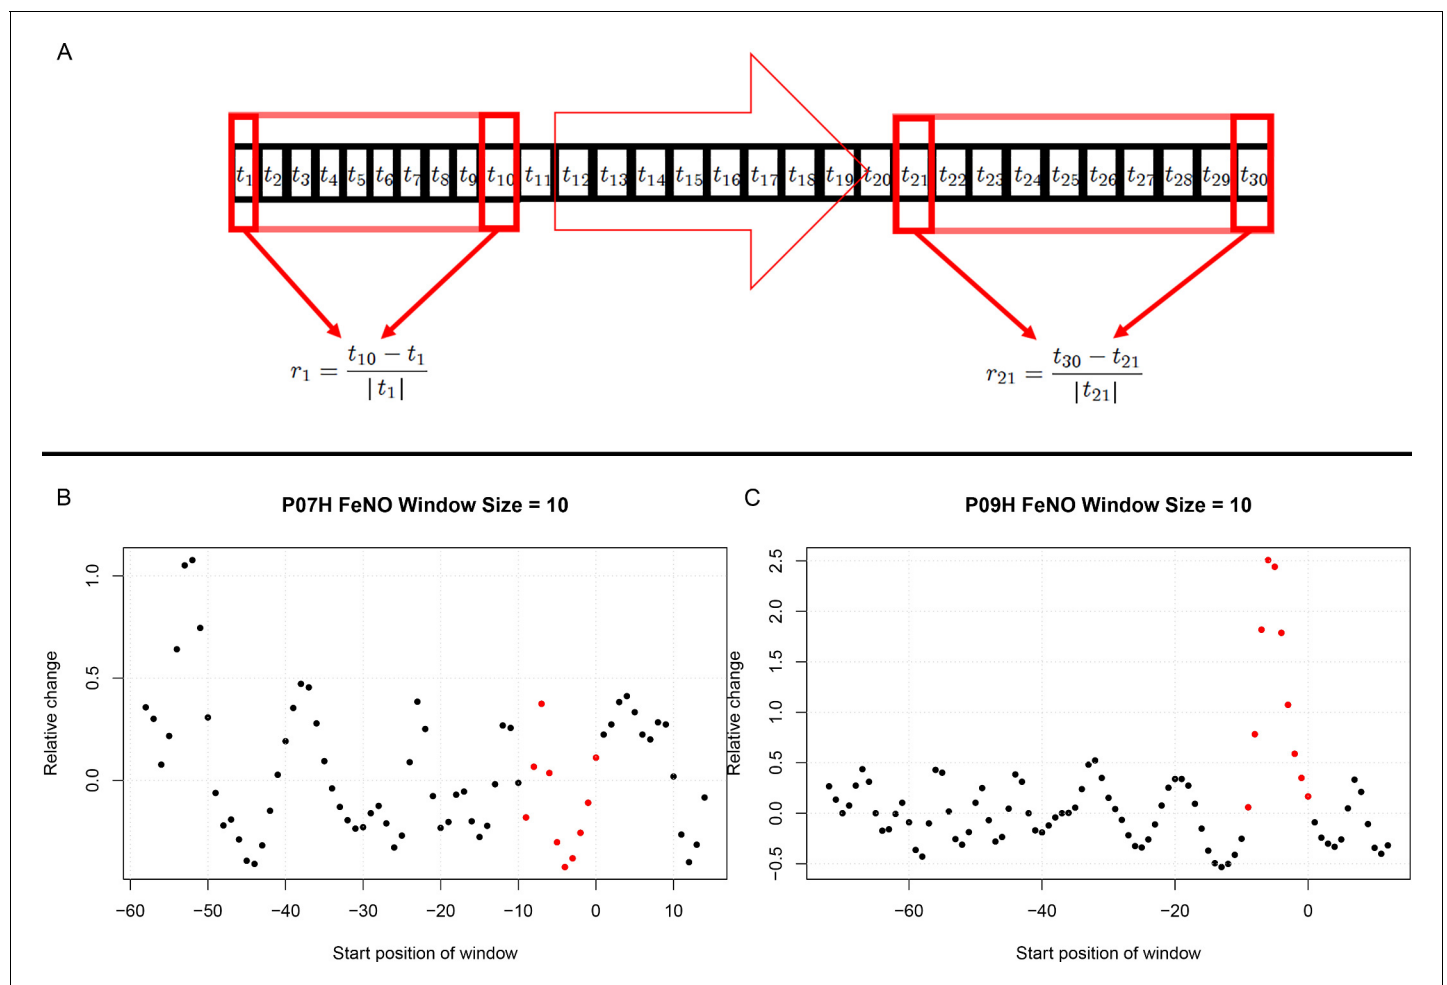 A
t1 t2 t3 t4 t5 t6 t7 t8 t9 t10 t11 t12 t13 t14 t15 t16 t17 t18 t19 t20 t21 t22 t23 t24 t25 t26 t27 t28 t29 t30
r1 = (t10 − t1) / |t1|
r21 = (t30 − t21) / |t21|
B
P07H FeNO Window Size = 10
Relative change
1.0
0.5
0.0
−60 −50 −40 −30 −20 −10 0 10
Start position of window
C
P09H FeNO Window Size = 10
Relative change
2.5
2.0
1.5
1.0
0.5
0.0
−0.5
−60 −40 −20 0
Start position of window